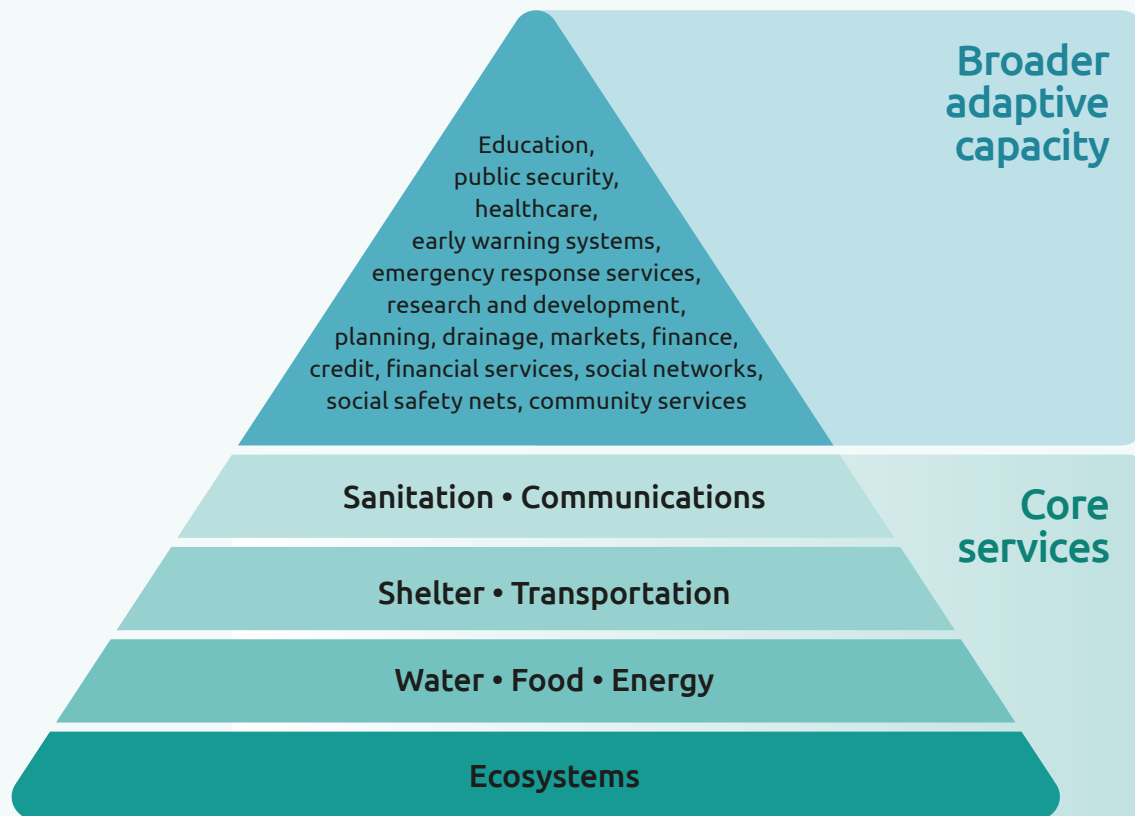 Broader
adaptive
capacity
Education,
public security,
healthcare,
early warning systems,
emergency response services,
research and development,
planning, drainage, markets, finance,
credit, financial services, social networks,
social safety nets, community services
Sanitation • Communications
Core
services
Shelter • Transportation
Water • Food • Energy
Ecosystems